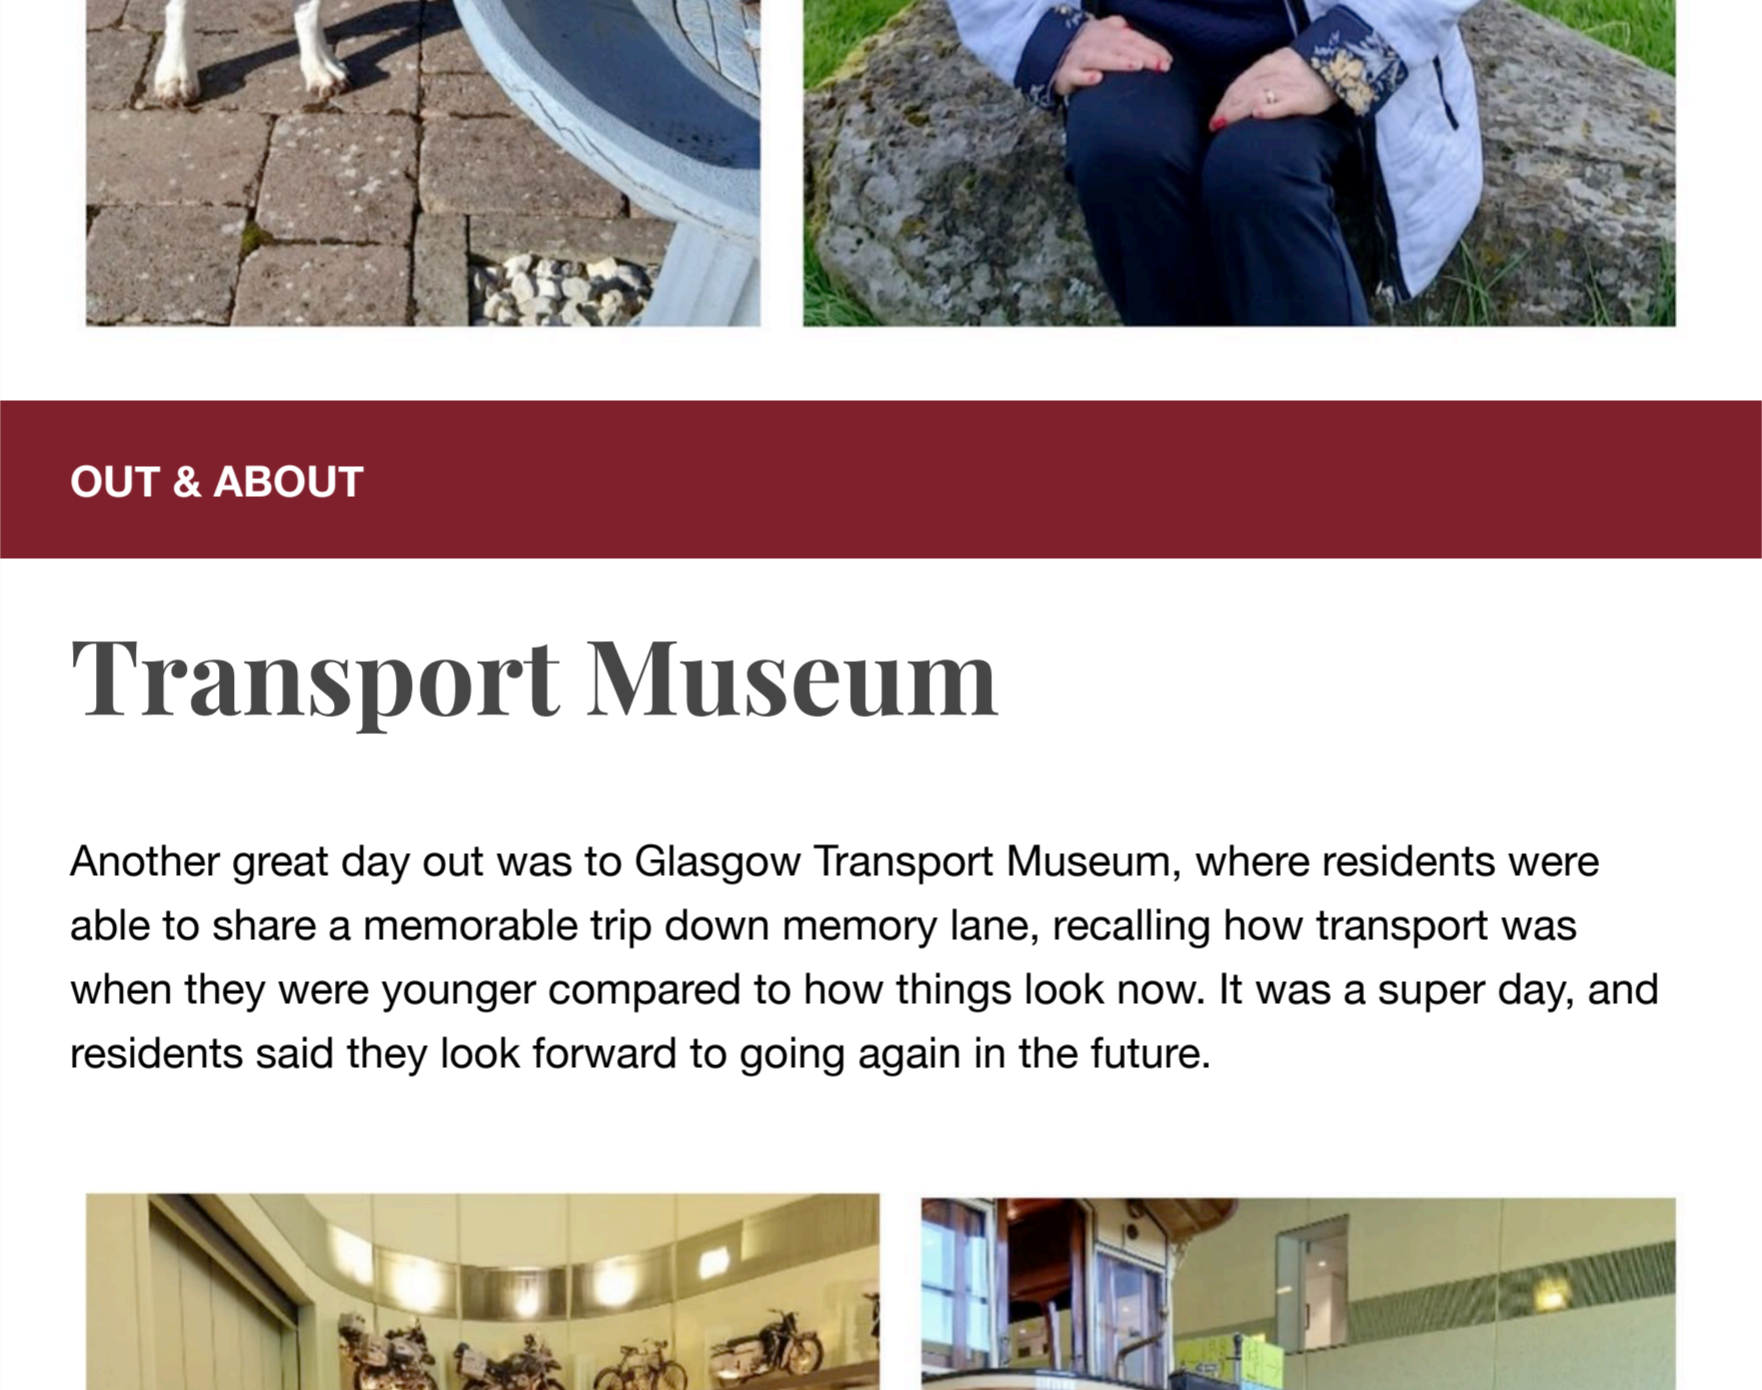 OUT & ABOUT
Transport Museum
Another great day out was to Glasgow Transport Museum, where residents were
able to share a memorable trip down memory lane, recalling how transport was
when they were younger compared to how things look now. It was a super day, and
residents said they look forward to going again in the future.